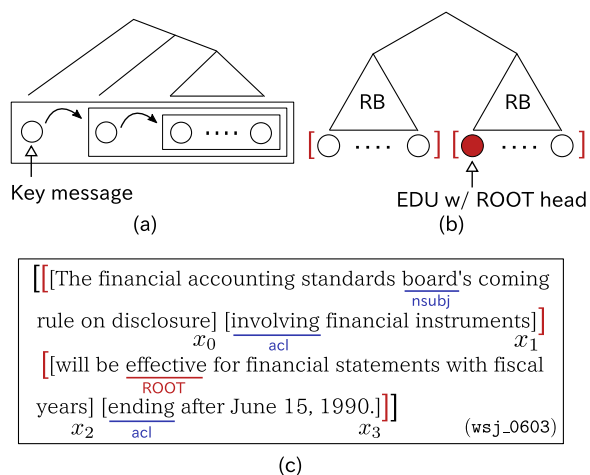 Key message
(a)
RB RB
[ ···· ] [ ···· ]
EDU w/ ROOT head
(b)
[[[The financial accounting standards board's coming
nsubj
rule on disclosure] [involving financial instruments]]
x0 acl x1
[[will be effective for financial statements with fiscal
ROOT
years] [ending after June 15, 1990.]]]
x2 acl x3
(wsj_0603)
(c)